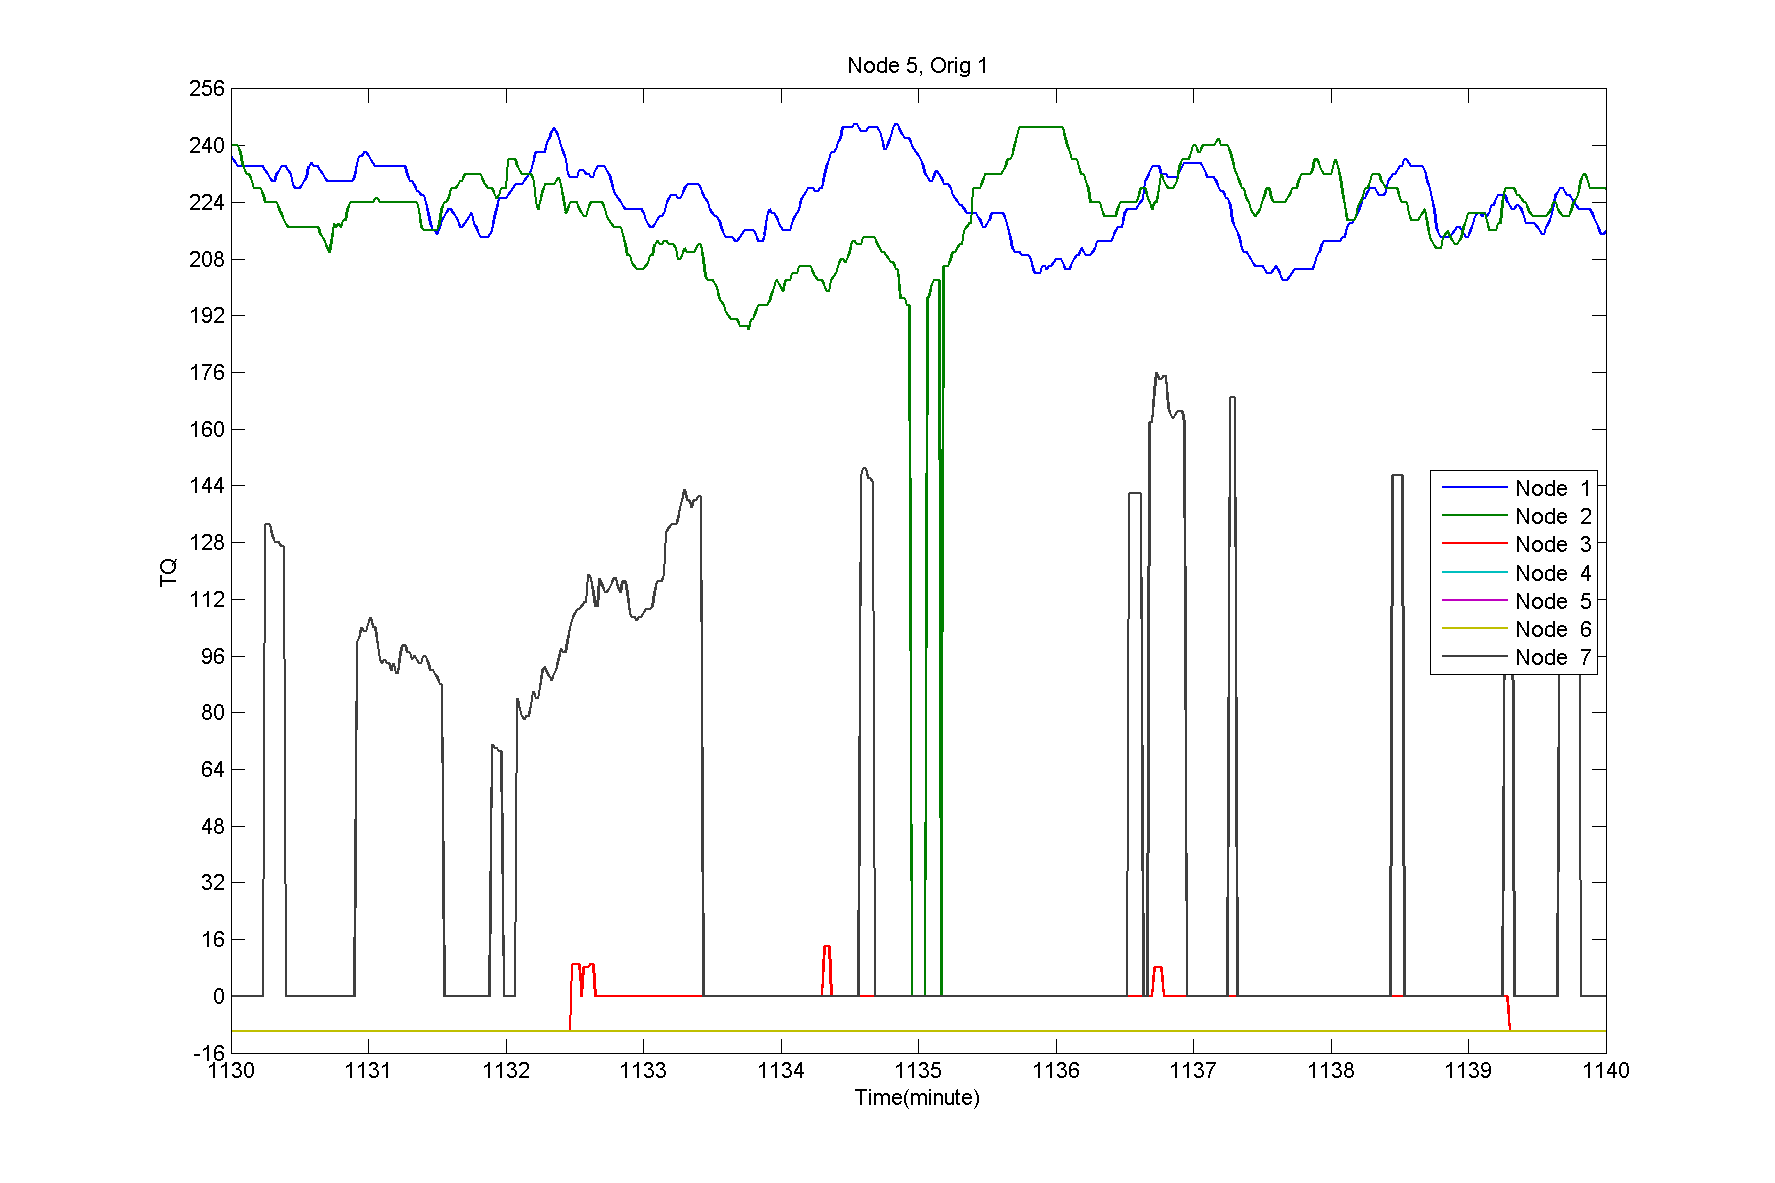 Node 5, Orig 1
256
240
224
208
192
176
160
144
128
112
96
80
64
48
32
16
0
-16
TQ
Node 1
Node 2
Node 3
Node 4
Node 5
Node 6
Node 7
1130 1131 1132 1133 1134 1135 1136 1137 1138 1139 1140
Time(minute)